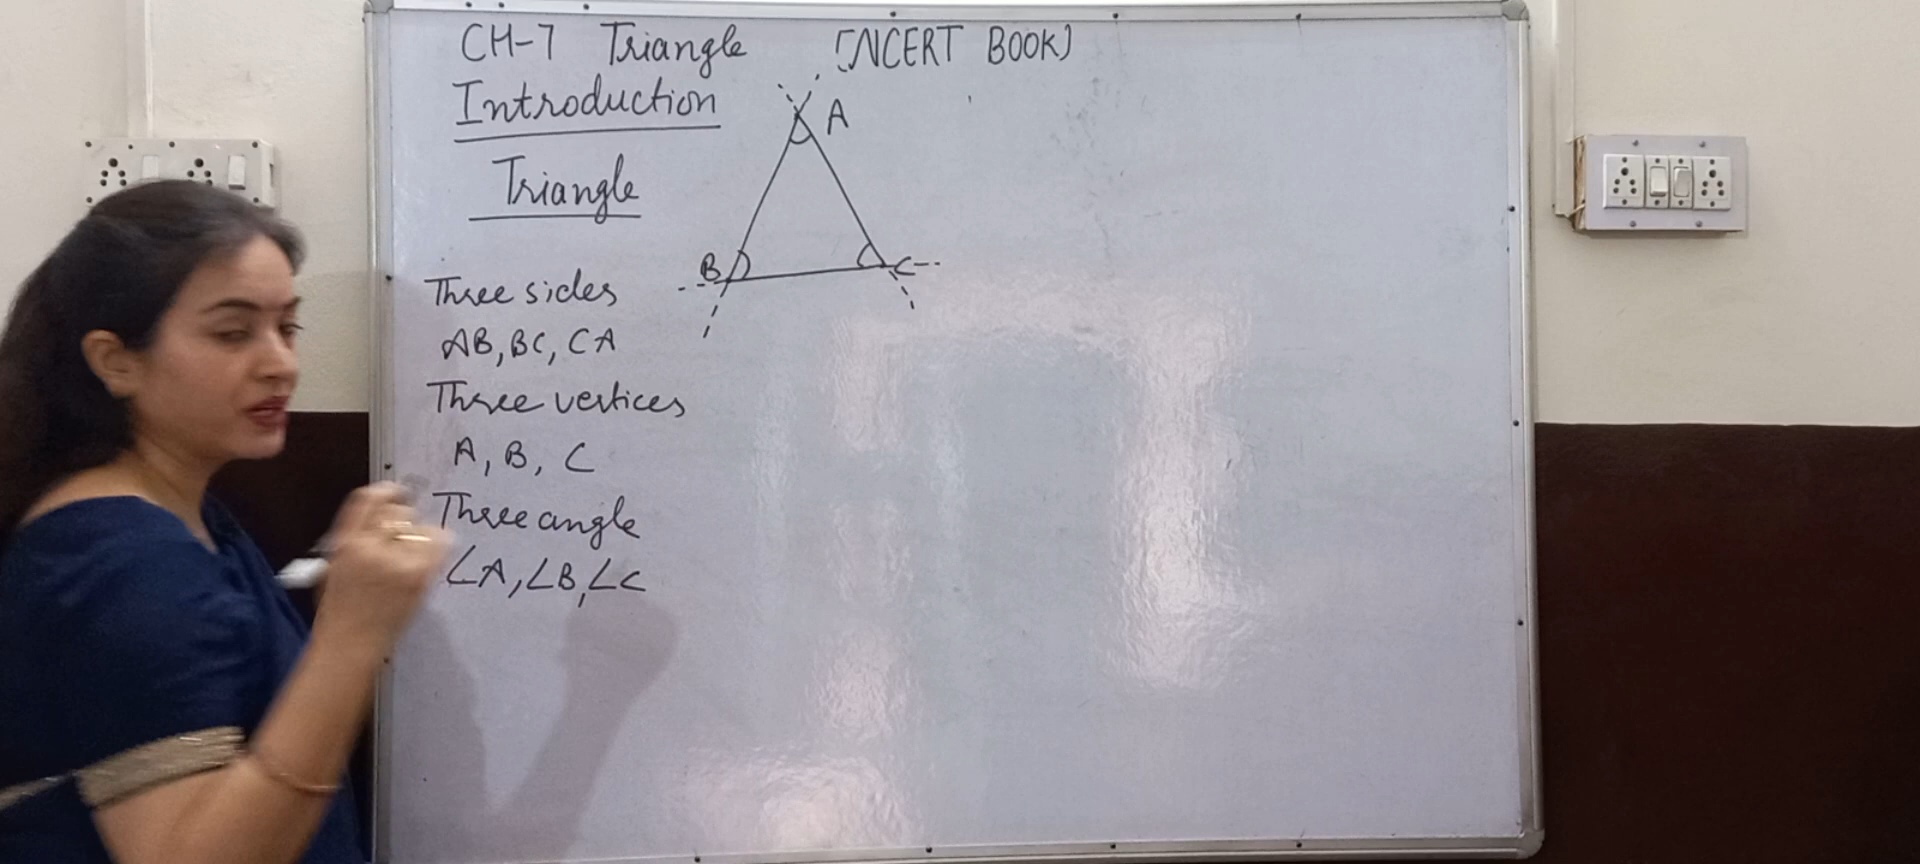 CH-7 Triangle [NCERT BOOK]
Introduction
Triangle
A
B
C
Three sides
AB, BC, CA
Three vertices
A, B, C
Three angle
∠A, ∠B, ∠C